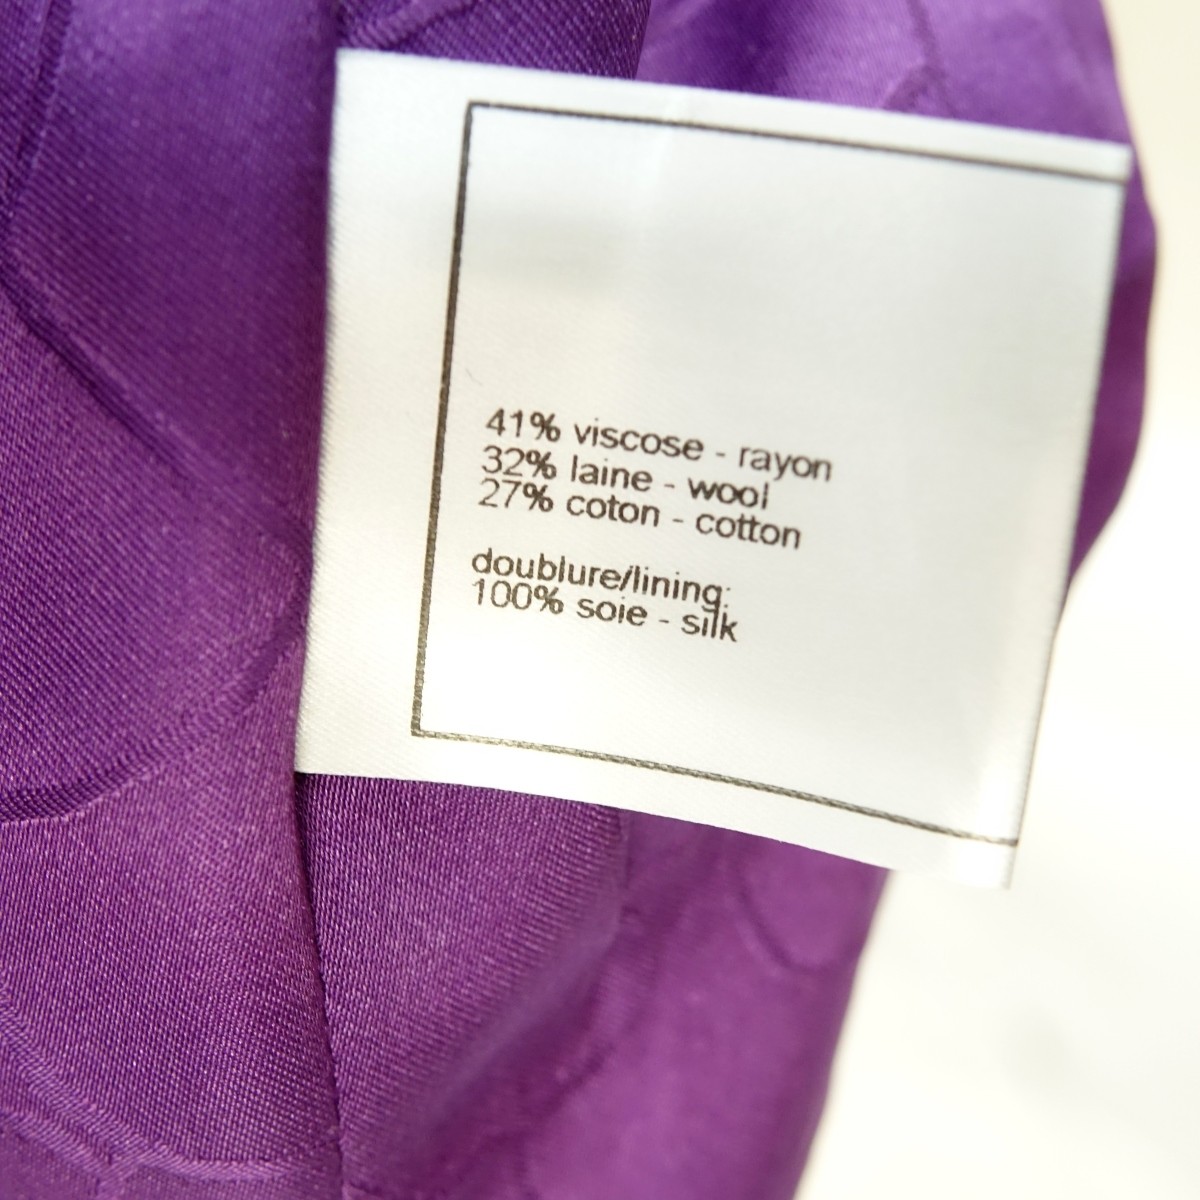 41% viscose - rayon
32% laine - wool
27% coton - cotton
doublure/lining:
100% soie - silk